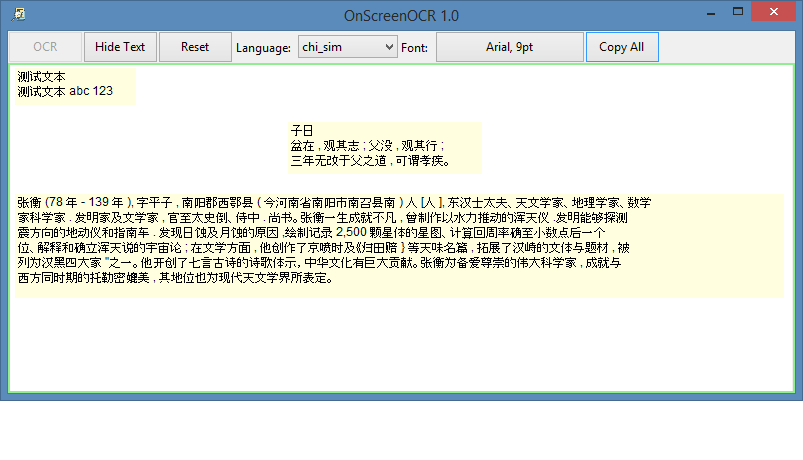 OnScreenOCR 1.0
OCR Hide Text Reset Language: chi_sim Font: Arial, 9pt Copy All
测试文本
测试文本 abc 123
子日
盆在 , 观其志 ; 父没 , 观其行 ;
三年无改于父之道 , 可谓孝疾。
张衡 (78 年 - 139 年 ), 字平子 , 南阳郡西鄂县 ( 今河南省南阳市南召县南 ) 人 [人 ], 东汉士太夫、天文学家、地理学家、数学
家科学家 . 发明家及文学家 , 官至太史倒、侍中 . 尚书。张衡一生成就不凡 , 曾制作以水力推动的浑天仪 .发明能够探测
震方向的地动仪和指南年 . 发现日蚀及月蚀的原因 ,绘制记录 2,500 颗星体的星图、计算回周率确至小数点后一个
位、解释和确立浑天说的宇宙论 ; 在文学方面 , 他创作了京喷时及《归田赔 } 等天味名篇 , 拓展了汉崎的文体与题材 , 被
列为汉黑四大家 "之一。他开创了七言古诗的诗歌体示, 中华文化有巨大贡献。张衡为备爱尊崇的伟大科学家 , 成就与
西方同时期的托勒密媲美 , 其地位也为现代天文学界所表定。